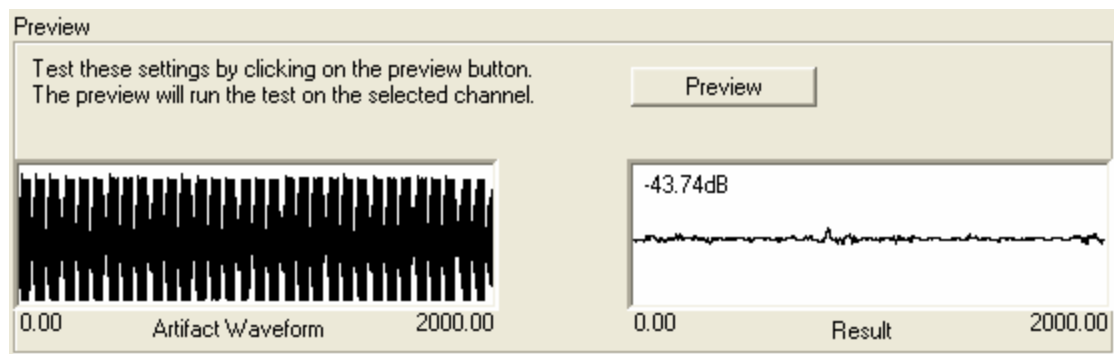 Preview
Test these settings by clicking on the preview button.
The preview will run the test on the selected channel.
Preview
-43.74dB
0.00 Artifact Waveform 2000.00
0.00 Result 2000.00